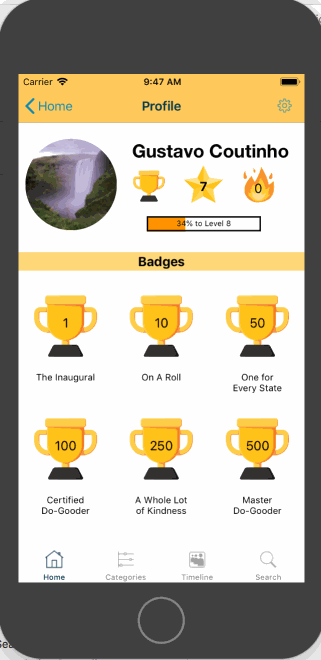 Carrier 9:47 AM
Home Profile
Gustavo Coutinho
7 0
34% to Level 8
Badges
1 10 50
The Inaugural On A Roll One for
Every State
100 250 500
Certified A Whole Lot Master
Do-Gooder of Kindness Do-Gooder
Home Categories Timeline Search